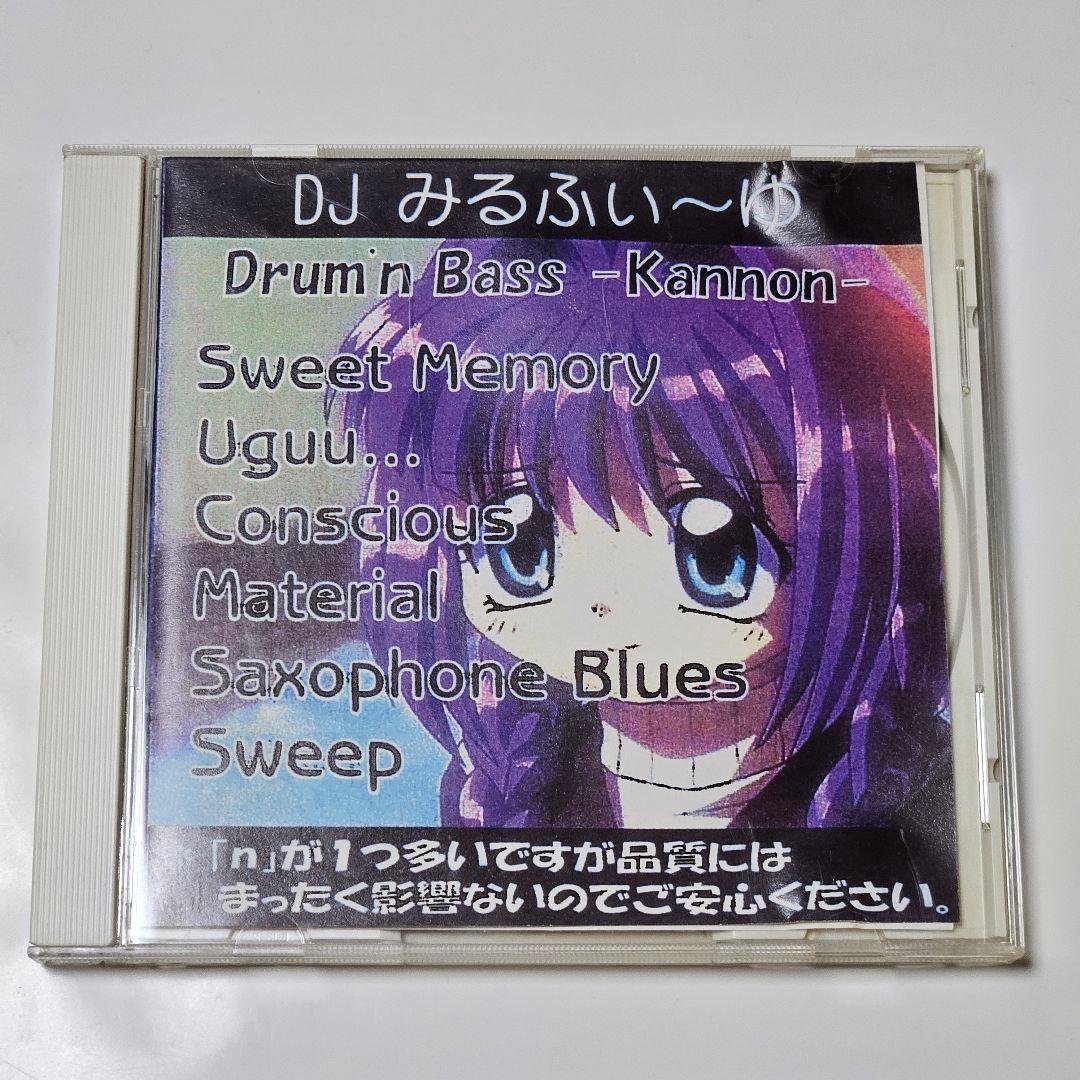 DJ みるふぃ～ゆ
Drum'n Bass -Kannon-
Sweet Memory
Uguu...
Conscious
Material
Saxophone Blues
Sweep
「n」が1つ多いですが品質には
まったく影響ないのでご安心ください。